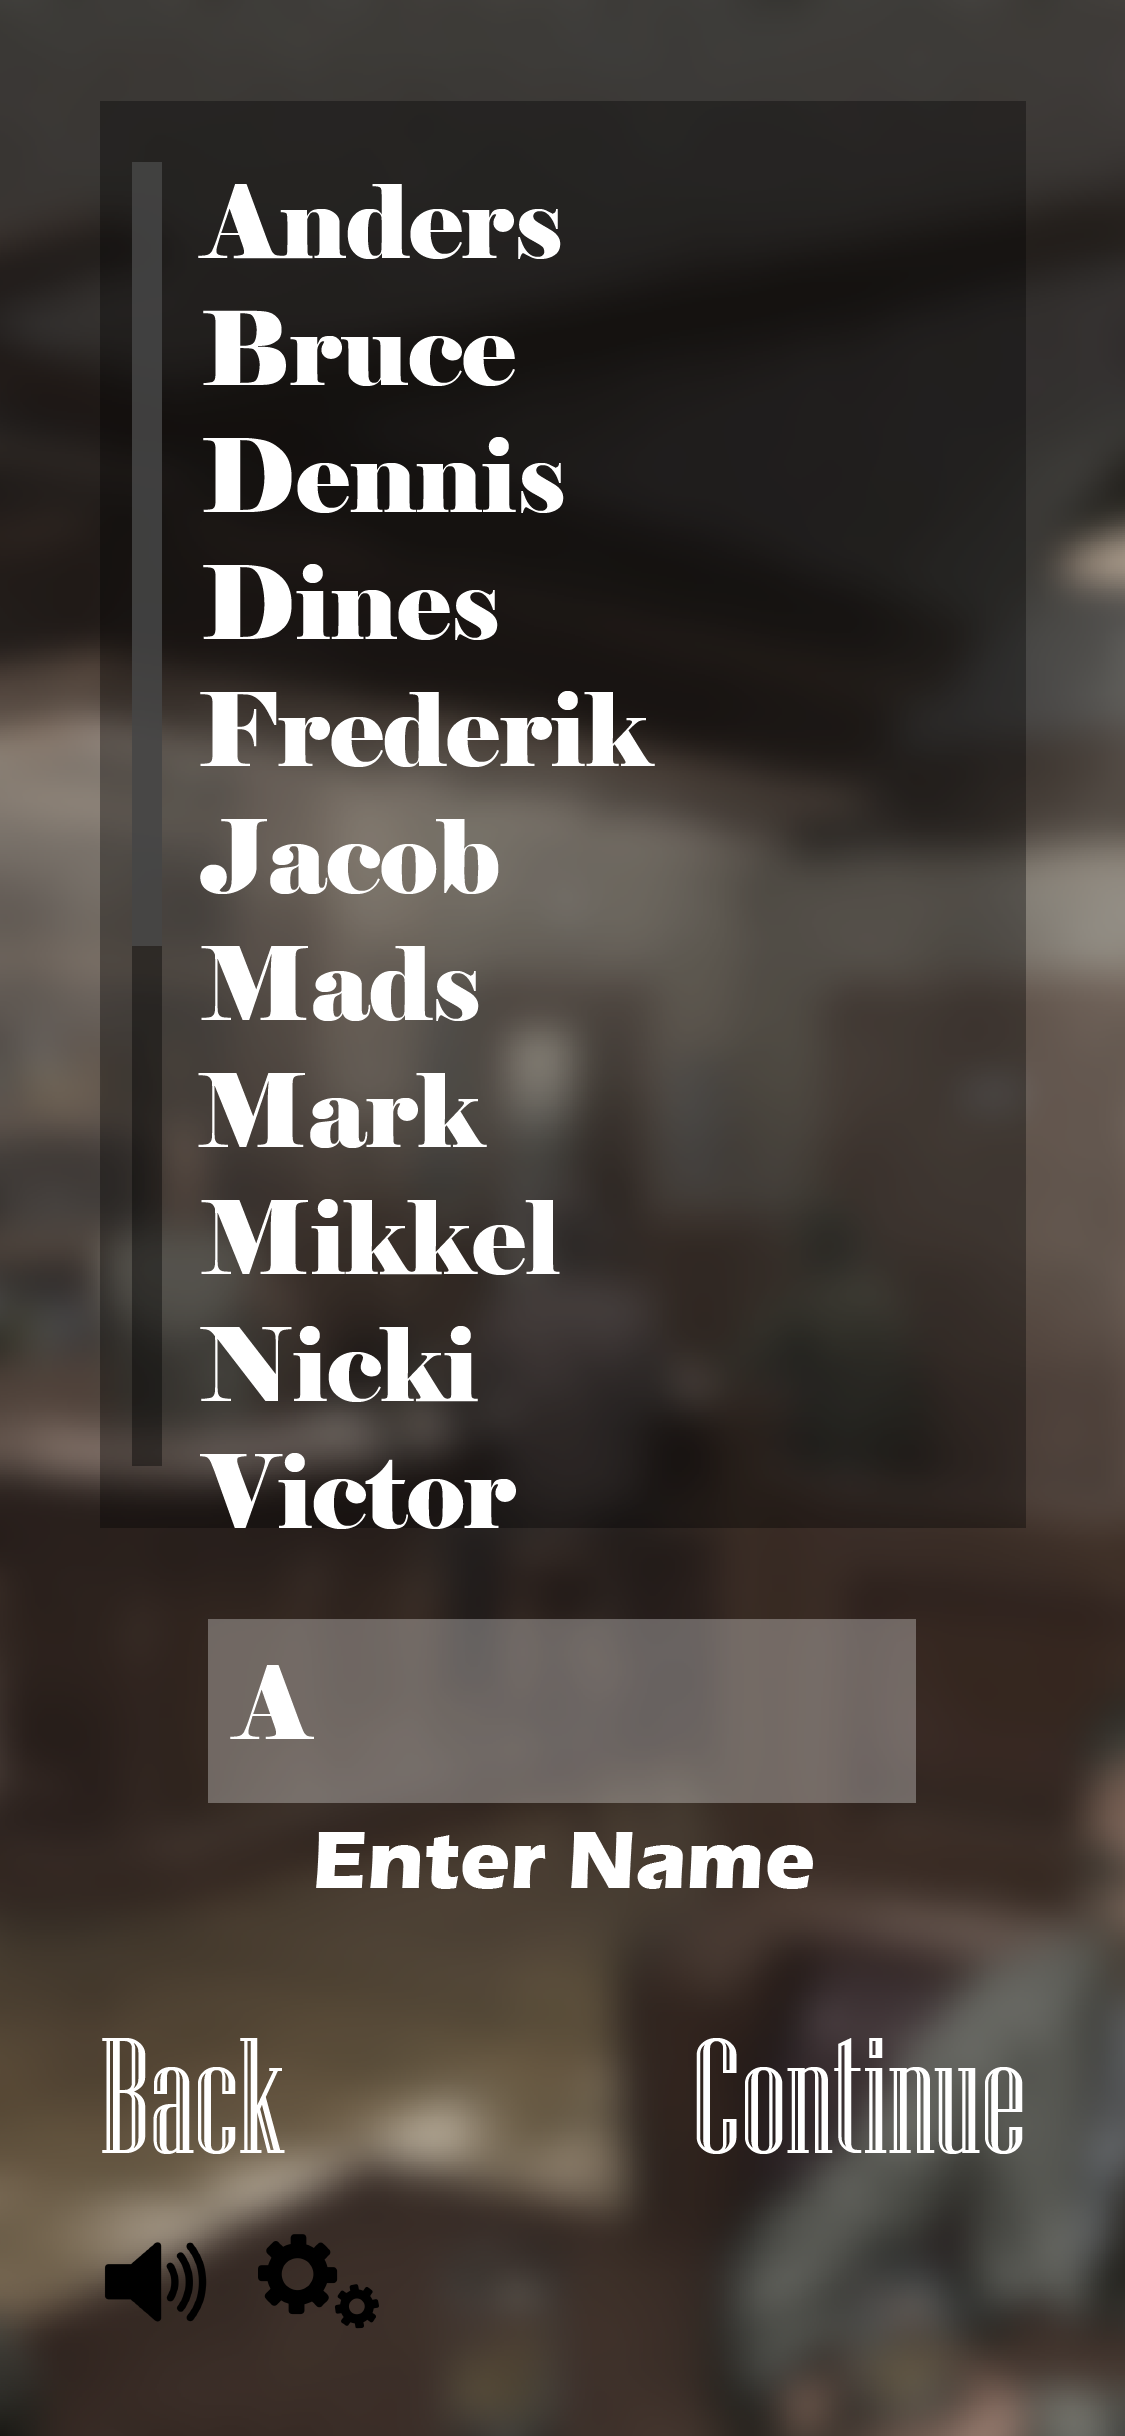 Anders
Bruce
Dennis
Dines
Frederik
Jacob
Mads
Mark
Mikkel
Nicki
Victor
A
Enter Name
Back
Continue